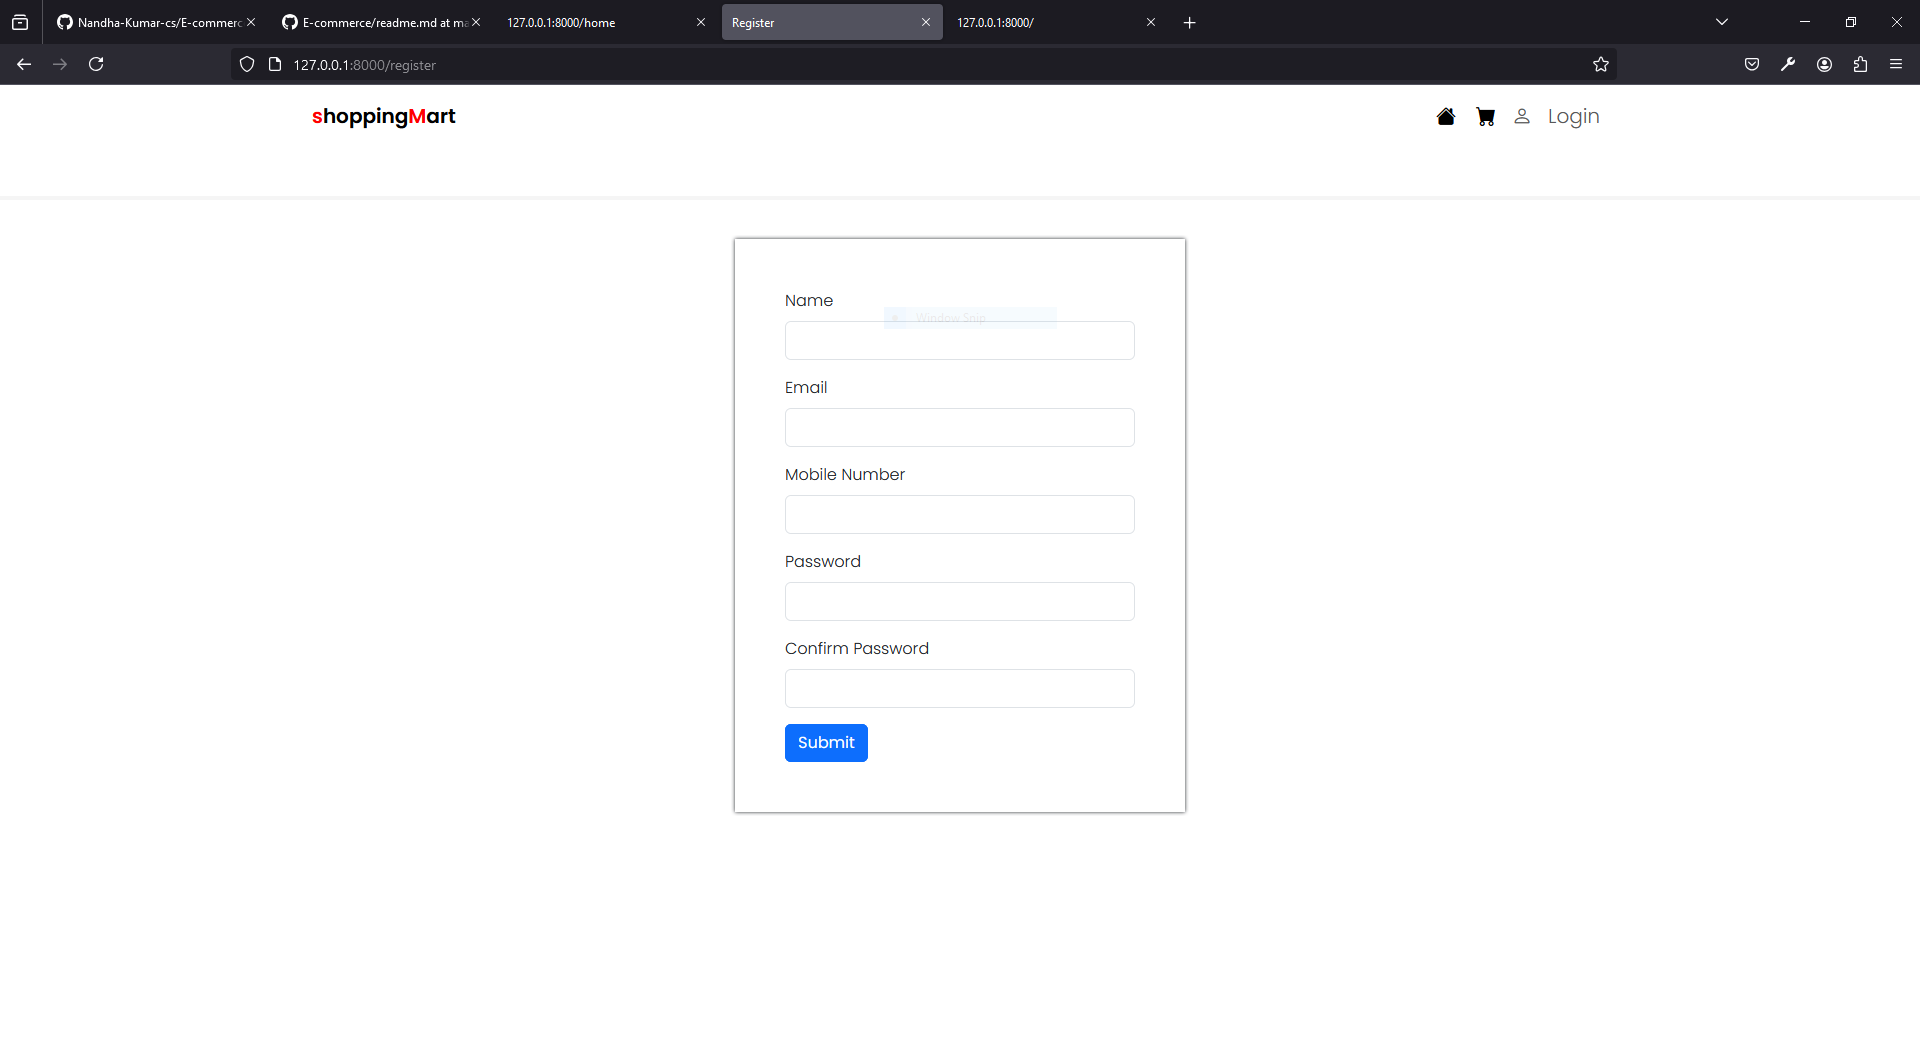 Nandha-Kumar-cs/E-commerc
E-commerce/readme.md at ma
127.0.0.1:8000/home
Register
127.0.0.1:8000/
127.0.0.1:8000/register
shoppingMart
Login
Name
Window Snip
Email
Mobile Number
Password
Confirm Password
Submit